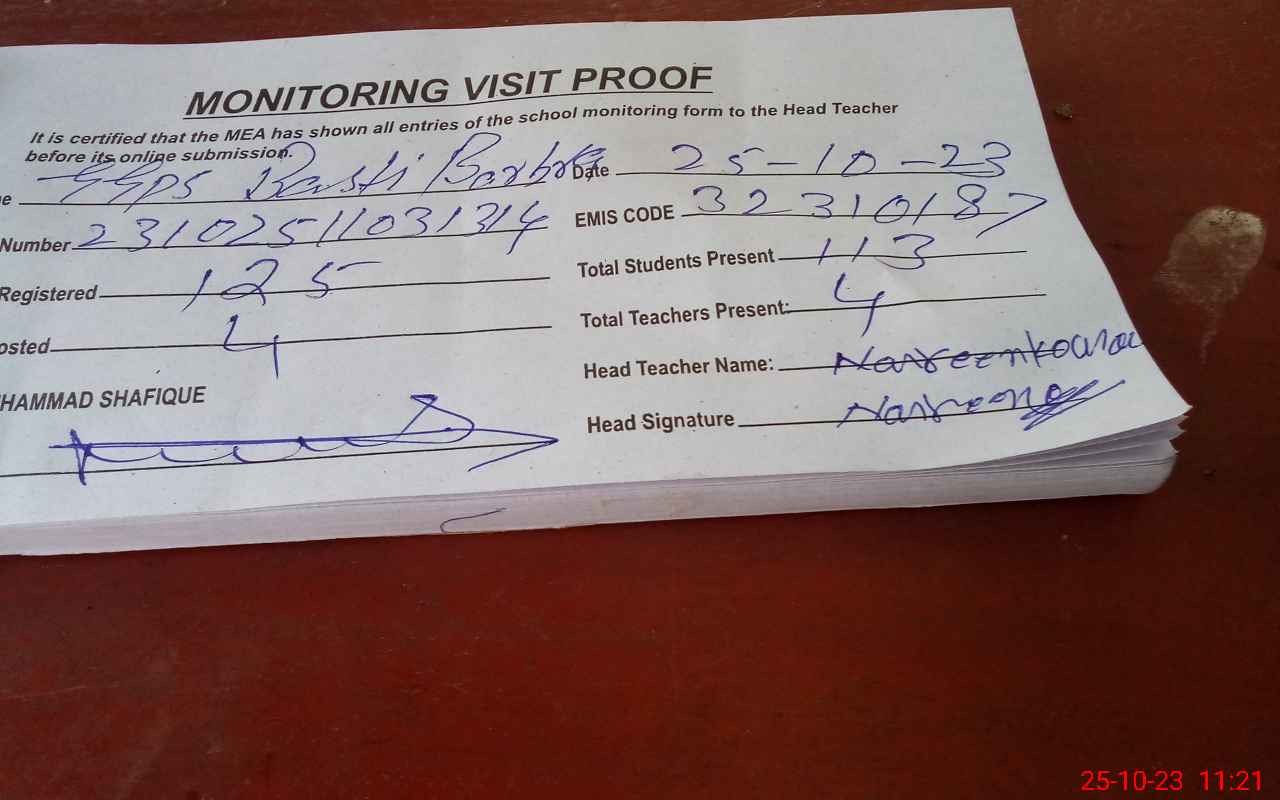 MONITORING VISIT PROOF
It is certified that the MEA has shown all entries of the school monitoring form to the Head Teacher
before its online submission.
e GGPS Basti Date 25-10-23
Number 23102511031314 EMIS CODE 32310187
Registered 125 Total Students Present 113
osted 4 Total Teachers Present: 4
Head Teacher Name: Nasreen
HAMMAD SHAFIQUE
Head Signature Nasreen
25-10-23 11:21